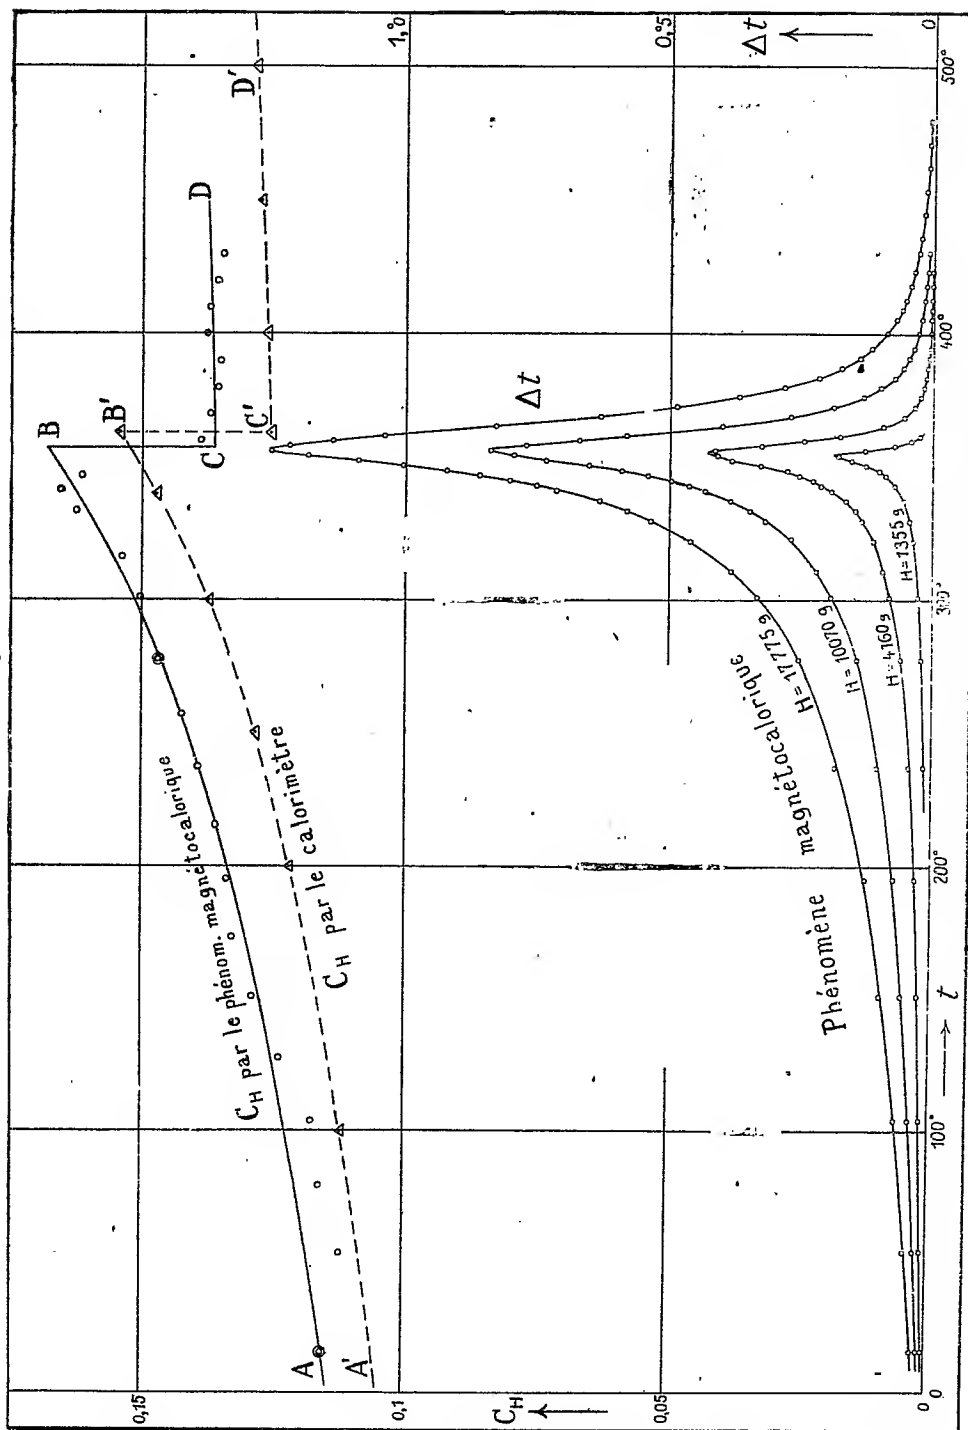 1°,0
0°,5
0
Δt
500°
400°
300°
200°
100°
0
D'
D
B
B'
C
C'
Δt
H=1355 g
H=4160 g
H=10070 g
H=17775 g
Phénomène magnétocalorique
C_H par le phénom. magnétocalorique
C_H par le calorimètre
A
A'
0,15
0,1
0,05
C_H
t